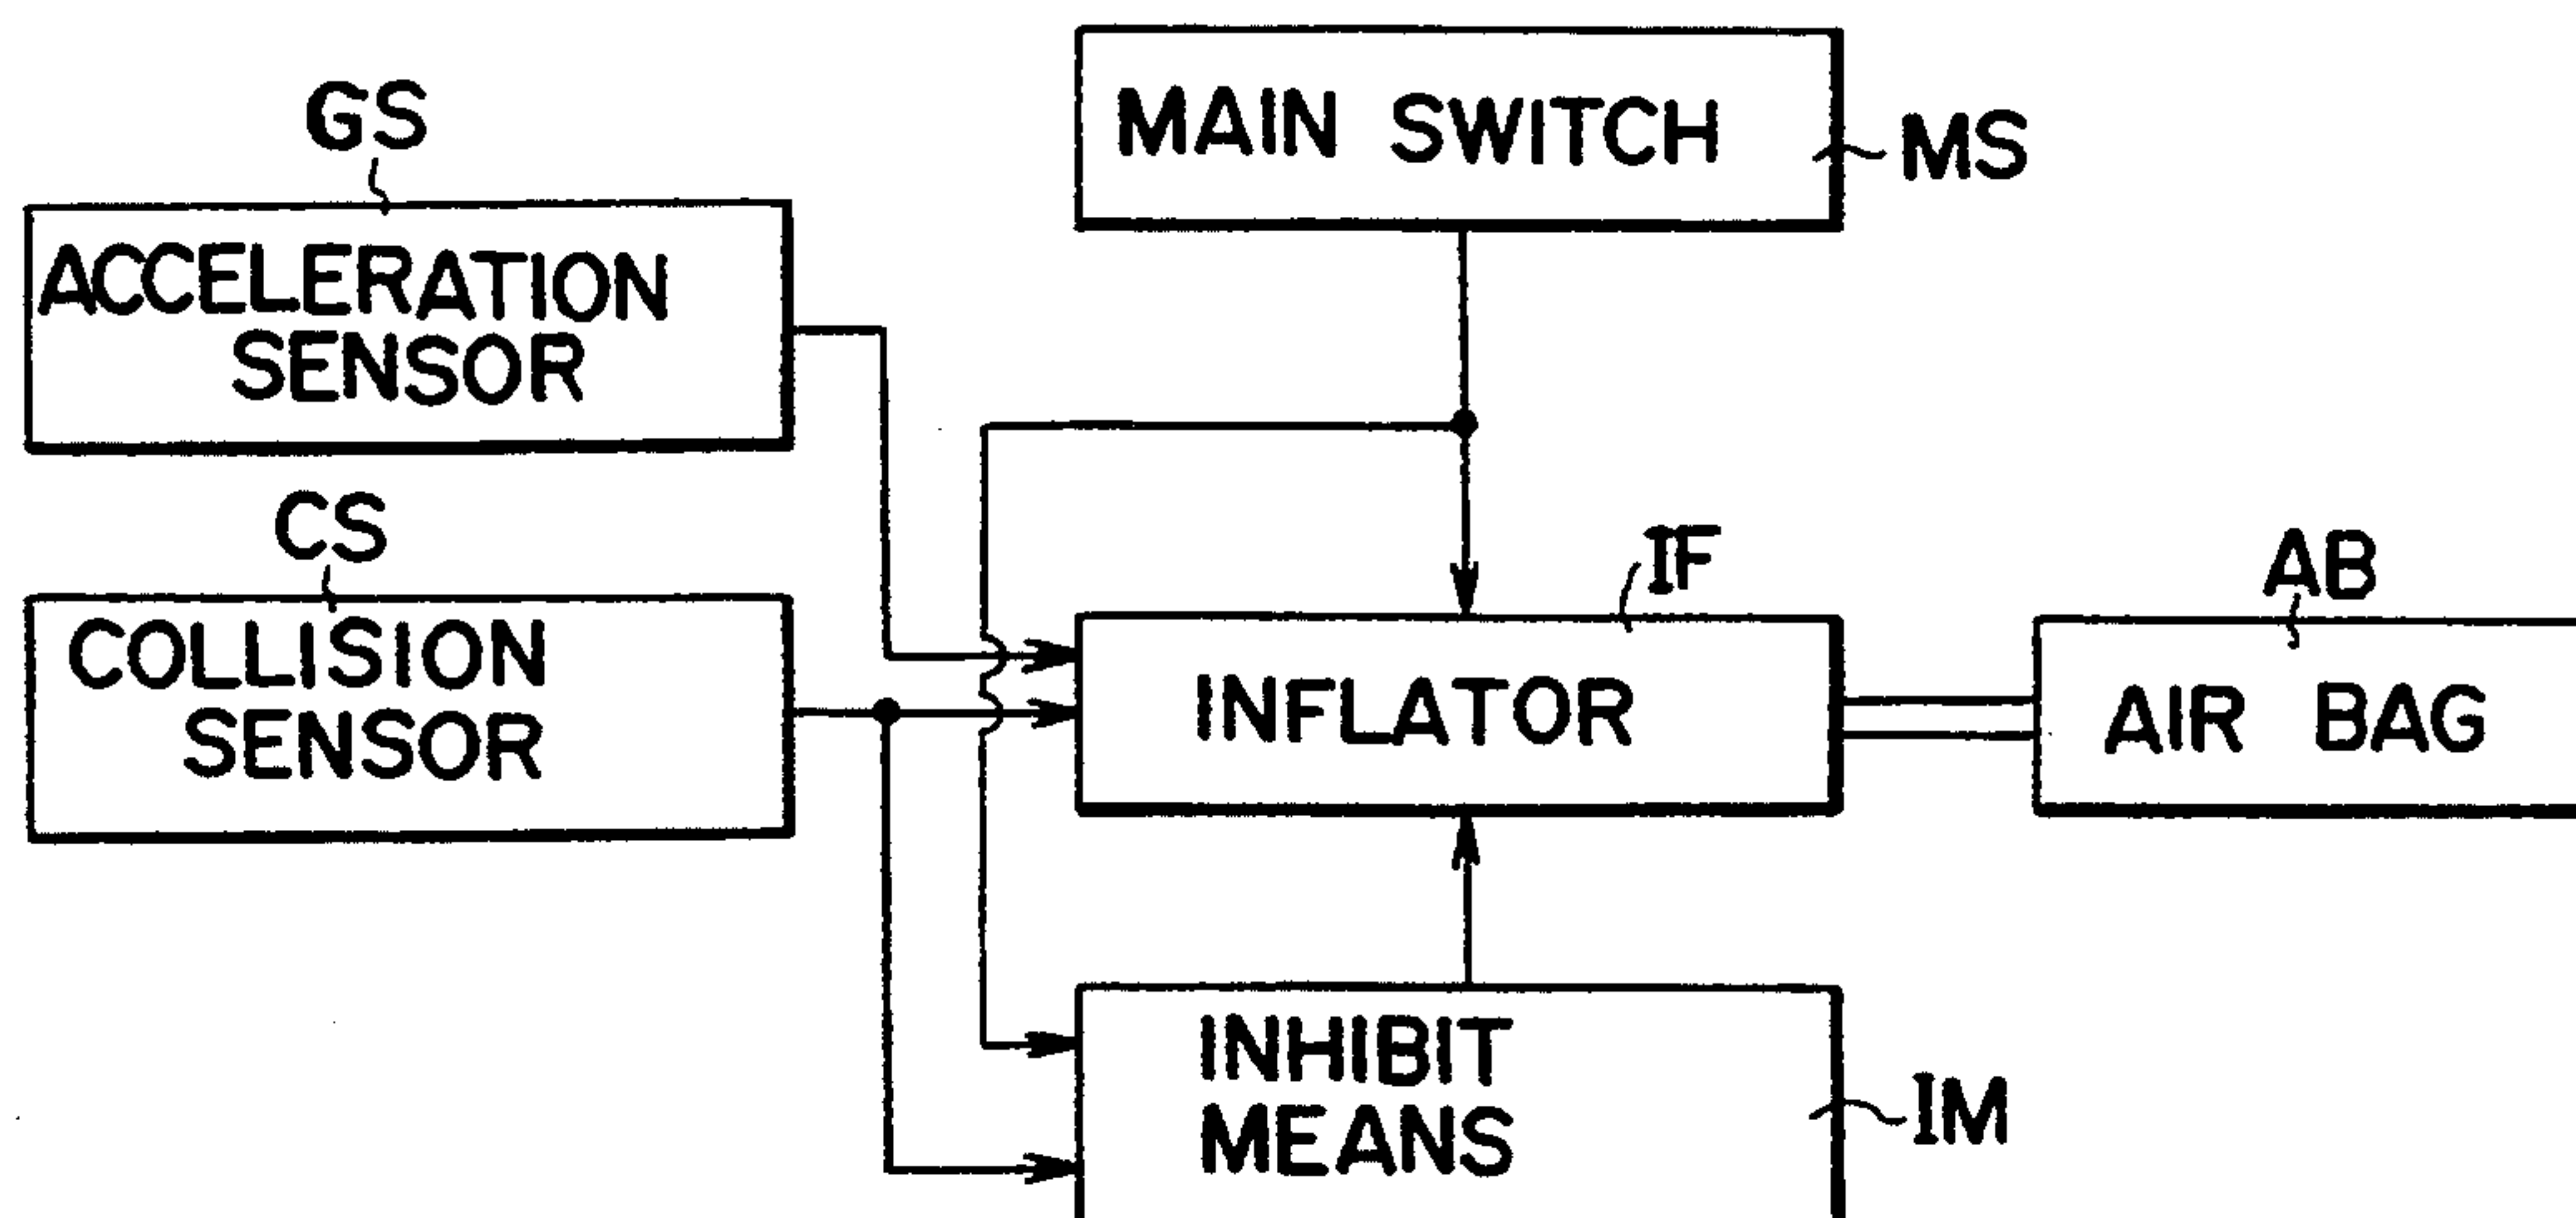 MAIN SWITCH
MS
GS
ACCELERATION
SENSOR
CS
COLLISION
SENSOR
IF
INFLATOR
AB
AIR BAG
INHIBIT
MEANS
IM